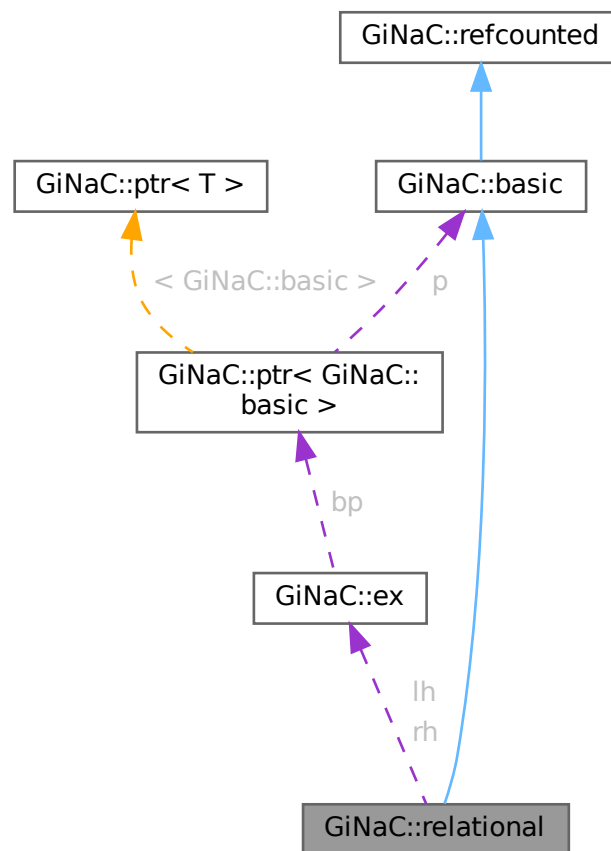 GiNaC::refcounted
GiNaC::ptr< T >
GiNaC::basic
< GiNaC::basic >
p
GiNaC::ptr< GiNaC::
basic >
bp
GiNaC::ex
lh
rh
GiNaC::relational